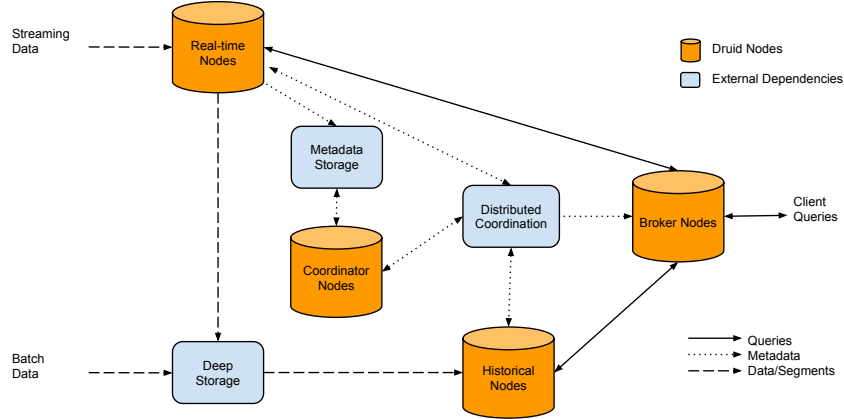 Streaming
Data
Real-time
Nodes
Druid Nodes
External Dependencies
Metadata
Storage
Distributed
Coordination
Broker Nodes
Client
Queries
Coordinator
Nodes
Batch
Data
Deep
Storage
Historical
Nodes
Queries
Metadata
Data/Segments